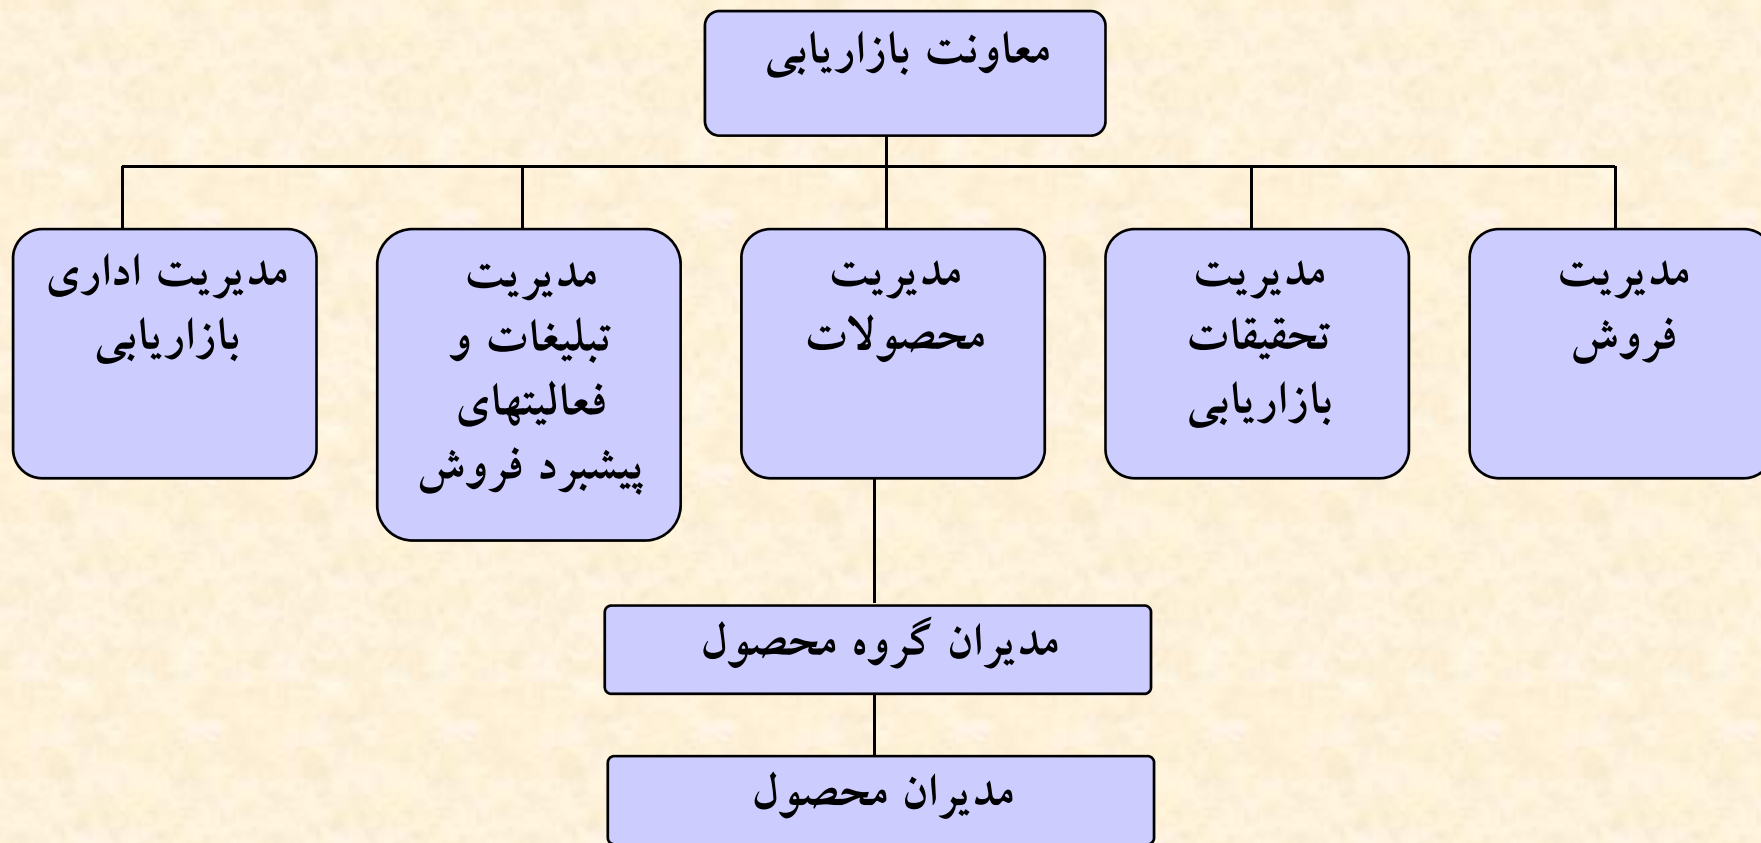 معاونت بازاریابی
مدیریت
فروش
مدیریت
تحقیقات
بازاریابی
مدیریت
محصولات
مدیریت
تبلیغات و
فعالیتهای
پیشبرد فروش
مدیریت اداری
بازاریابی
مدیران گروه محصول
مدیران محصول